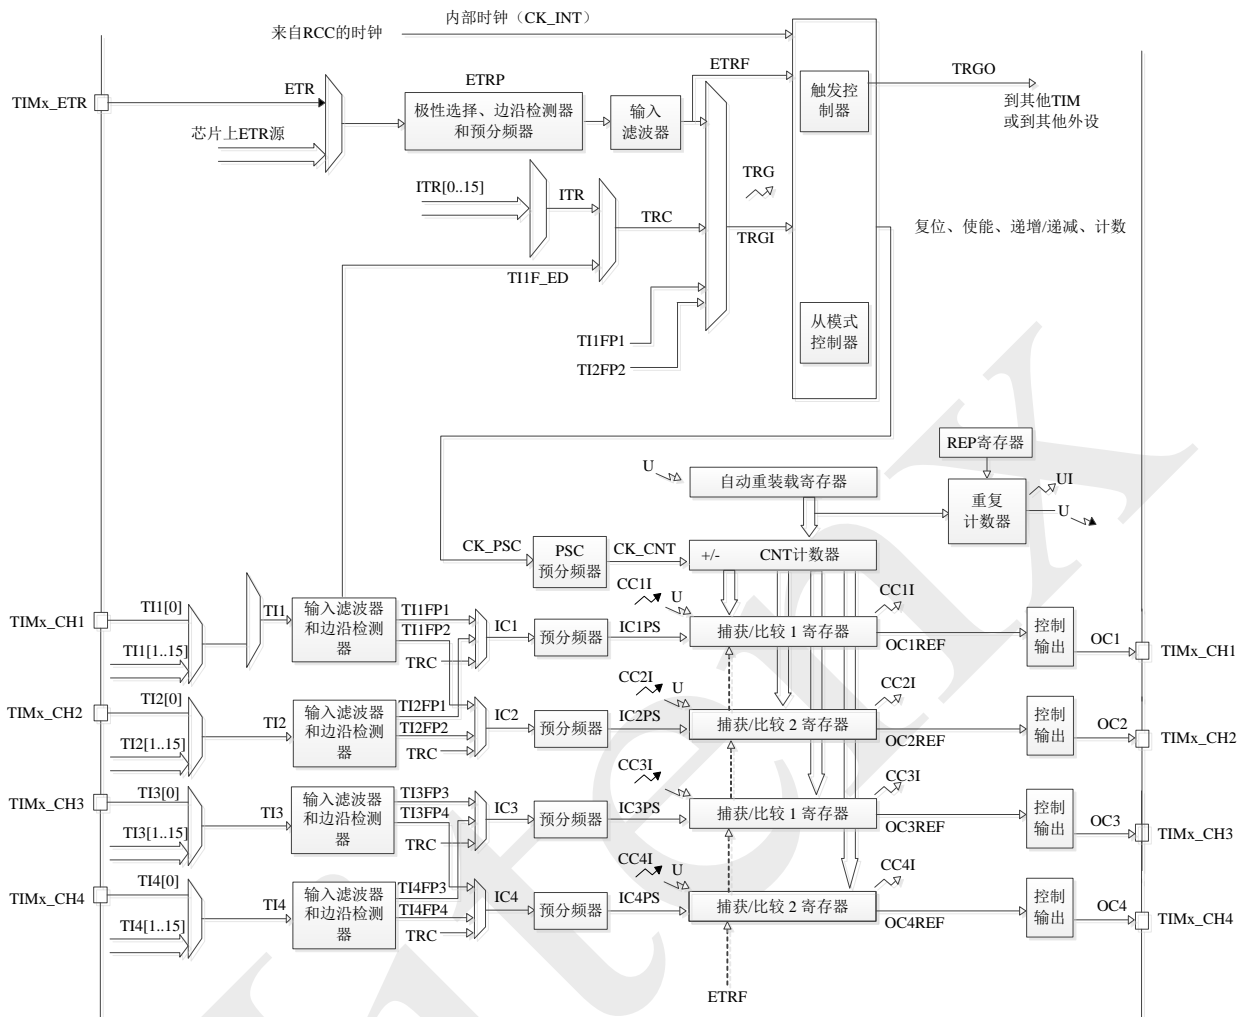 内部时钟（CK_INT）
来自RCC的时钟
ETRF
TRGO
ETR
ETRP
TIMx_ETR
极性选择、边沿检测器
和预分频器
输入
滤波器
触发控
制器
到其他TIM
或到其他外设
芯片上ETR源
TRG
ITR[0..15]
ITR
TRC
TRGI
复位、使能、递增/递减、计数
TI1F_ED
从模式
控制器
TI1FP1
TI2FP2
REP寄存器
U
自动重装载寄存器
UI
重复
计数器
U
CK_PSC
PSC
预分频器
CK_CNT
+/-
CNT计数器
CC1I
U
CC1I
TIMx_CH1
TI1[0]
TI1
输入滤波器
和边沿检测
器
TI1FP1
TI1FP2
TRC
IC1
预分频器
IC1PS
捕获/比较 1 寄存器
OC1REF
控制
输出
OC1
TIMx_CH1
TI1[1..15]
CC2I
U
CC2I
TIMx_CH2
TI2[0]
TI2
输入滤波器
和边沿检测
器
TI2FP1
TI2FP2
TRC
IC2
预分频器
IC2PS
捕获/比较 2 寄存器
OC2REF
控制
输出
OC2
TIMx_CH2
TI2[1..15]
CC3I
U
CC3I
TIMx_CH3
TI3[0]
TI3
输入滤波器
和边沿检测
器
TI3FP3
TI3FP4
TRC
IC3
预分频器
IC3PS
捕获/比较 1 寄存器
OC3REF
控制
输出
OC3
TIMx_CH3
TI3[1..15]
CC4I
U
CC4I
TIMx_CH4
TI4[0]
TI4
输入滤波器
和边沿检测
器
TI4FP3
TI4FP4
TRC
IC4
预分频器
IC4PS
捕获/比较 2 寄存器
OC4REF
控制
输出
OC4
TIMx_CH4
TI4[1..15]
ETRF